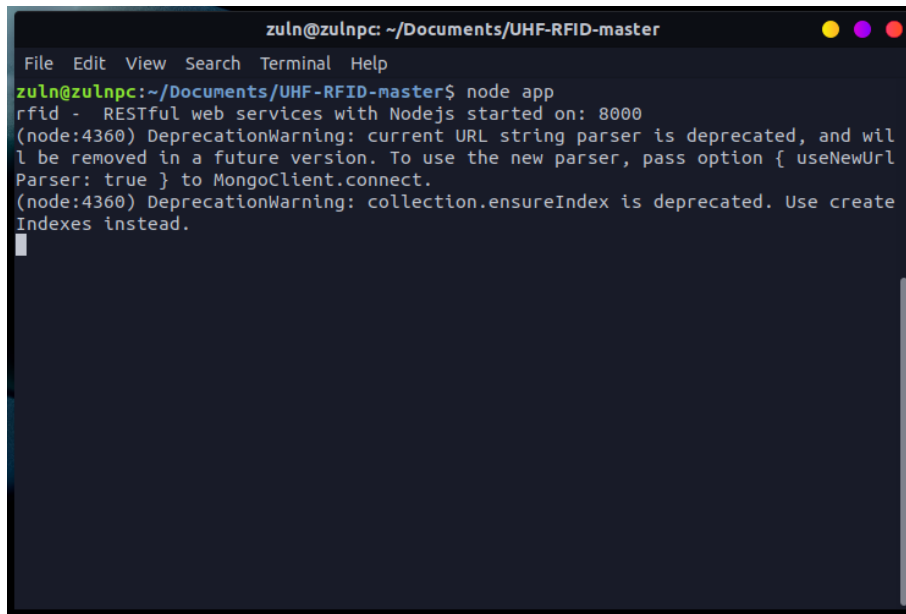 zuln@zulnpc: ~/Documents/UHF-RFID-master
File Edit View Search Terminal Help
zuln@zulnpc:~/Documents/UHF-RFID-master$ node app
rfid -  RESTful web services with Nodejs started on: 8000
(node:4360) DeprecationWarning: current URL string parser is deprecated, and wil
l be removed in a future version. To use the new parser, pass option { useNewUrl
Parser: true } to MongoClient.connect.
(node:4360) DeprecationWarning: collection.ensureIndex is deprecated. Use create
Indexes instead.